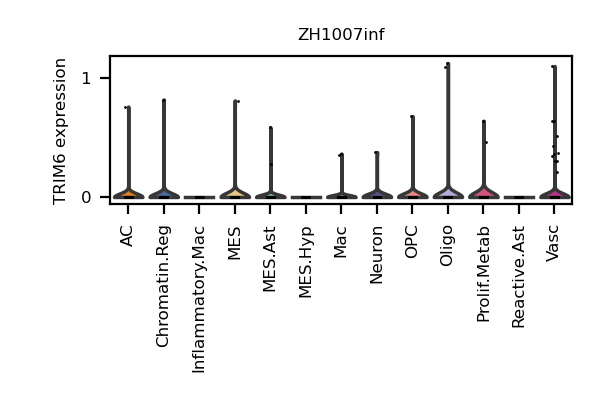 ZH1007inf
TRIM6 expression
1
0
AC
Chromatin.Reg
Inflammatory.Mac
MES
MES.Ast
MES.Hyp
Mac
Neuron
OPC
Oligo
Prolif.Metab
Reactive.Ast
Vasc